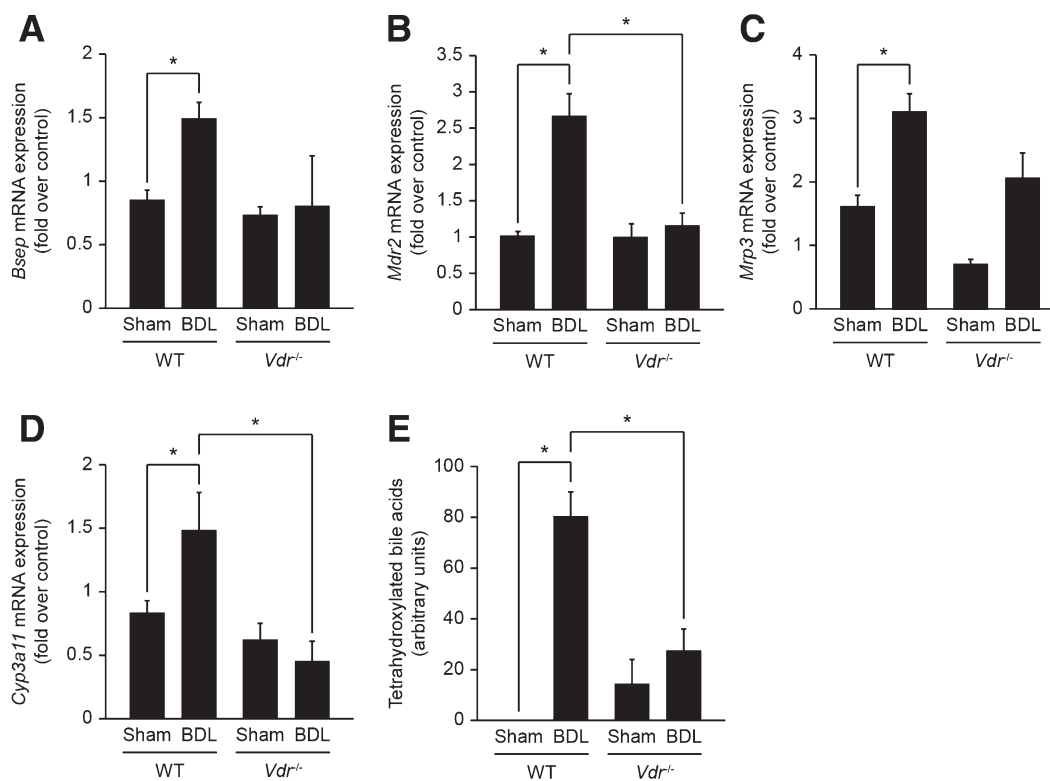 A
Bsep mRNA expression
(fold over control)
2
1.5
1
0.5
0
*
Sham BDL Sham BDL
WT Vdr-/-
B
Mdr2 mRNA expression
(fold over control)
3.5
3
2.5
2
1.5
1
0.5
0
*
*
Sham BDL Sham BDL
WT Vdr-/-
C
Mrp3 mRNA expression
(fold over control)
4
3
2
1
0
*
Sham BDL Sham BDL
WT Vdr-/-
D
Cyp3a11 mRNA expression
(fold over control)
2
1.5
1
0.5
0
*
*
Sham BDL Sham BDL
WT Vdr-/-
E
Tetrahydroxylated bile acids
(arbitrary units)
100
80
60
40
20
0
*
*
Sham BDL Sham BDL
WT Vdr-/-